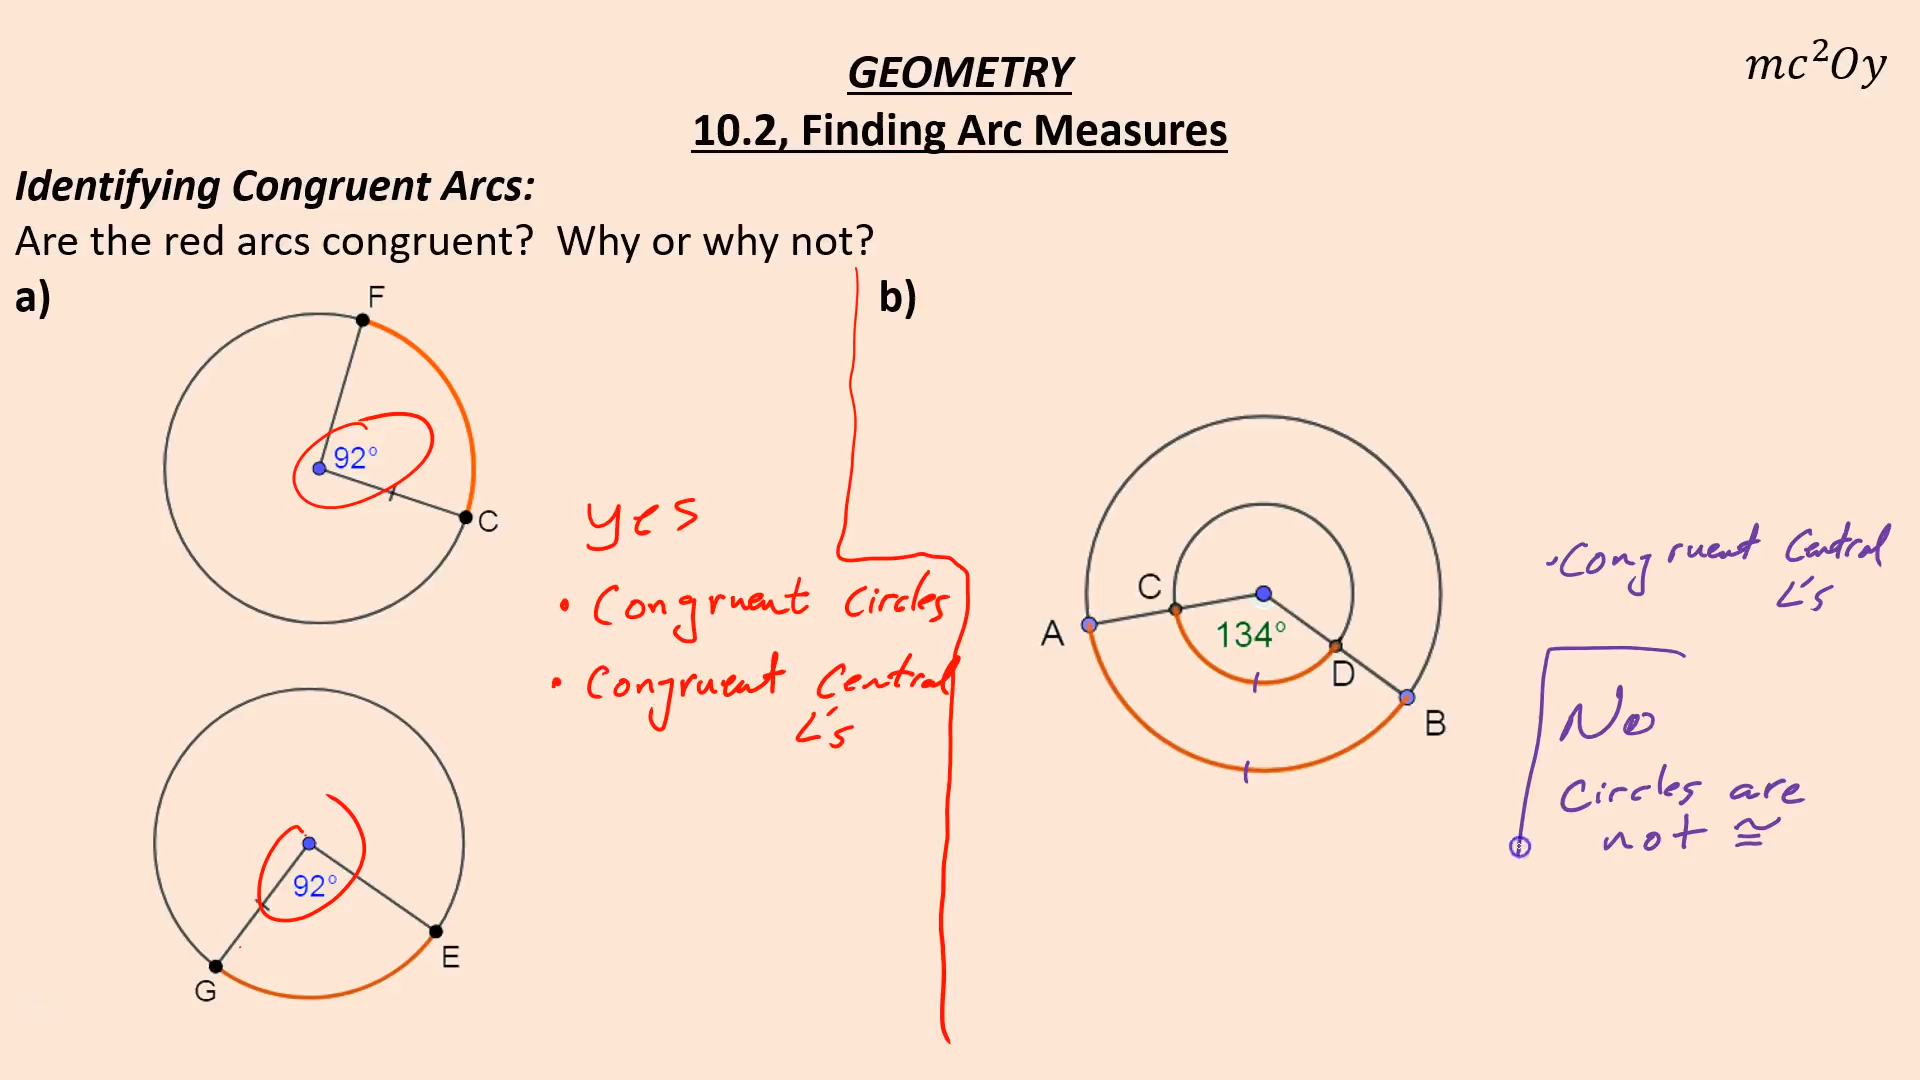 mc²Oy
GEOMETRY
10.2, Finding Arc Measures
Identifying Congruent Arcs:
Are the red arcs congruent?  Why or why not?
a)
F
92°
C
yes
• Congruent Circles
• Congruent Central
∠'s
92°
G
E
b)
C
A
134°
D
B
• Congruent Central
∠'s
No
Circles are
not ≅